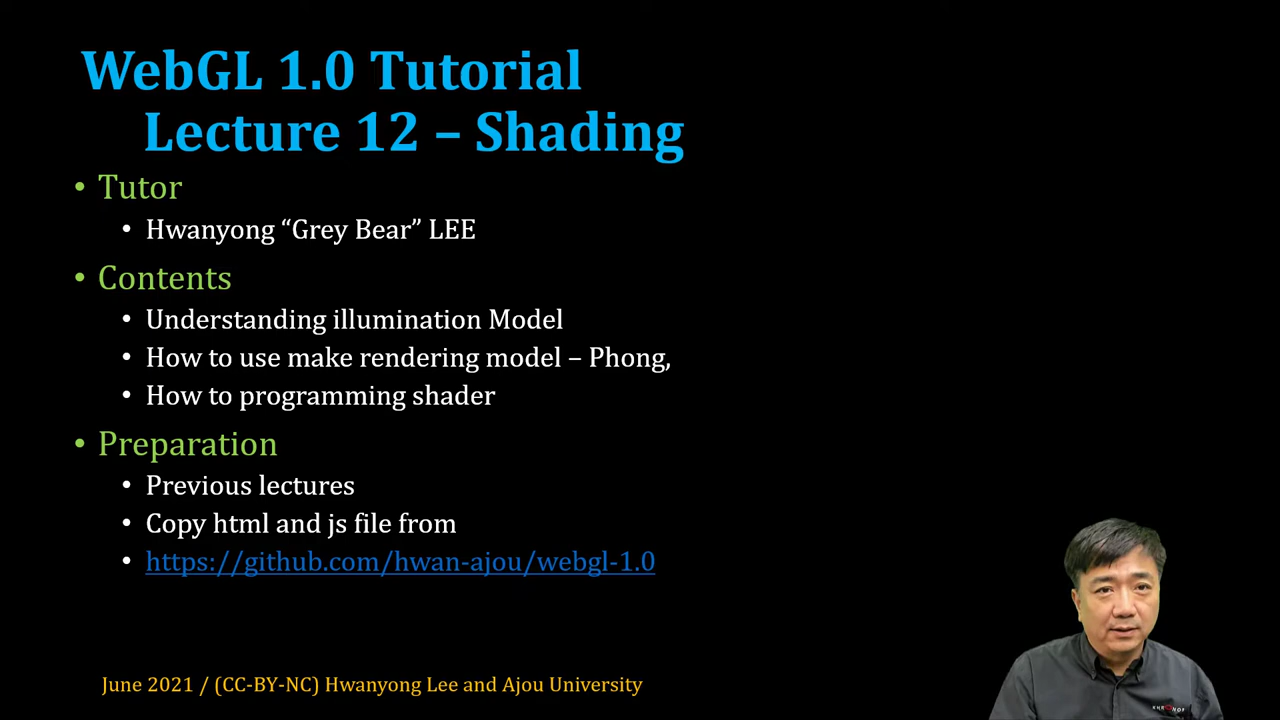 WebGL 1.0 Tutorial
Lecture 12 – Shading
• Tutor
• Hwanyong “Grey Bear” LEE
• Contents
• Understanding illumination Model
• How to use make rendering model – Phong,
• How to programming shader
• Preparation
• Previous lectures
• Copy html and js file from
• https://github.com/hwan-ajou/webgl-1.0
June 2021 / (CC-BY-NC) Hwanyong Lee and Ajou University